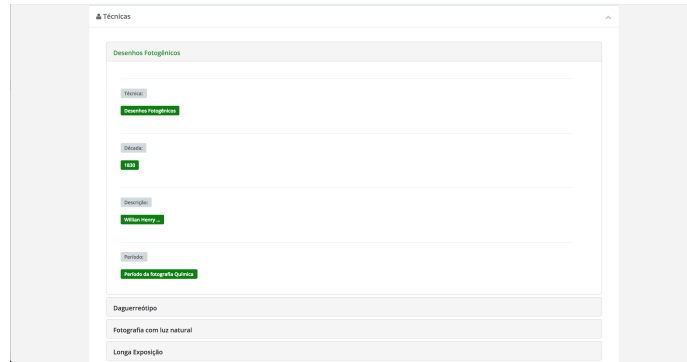 Técnicas
Desenhos Fotogênicos
Técnica:
Desenhos Fotogênicos
Década:
1830
Descrição:
Willian Henry ...
Período:
Período da fotografia Química
Daguerreótipo
Fotografia com luz natural
Longa Exposição